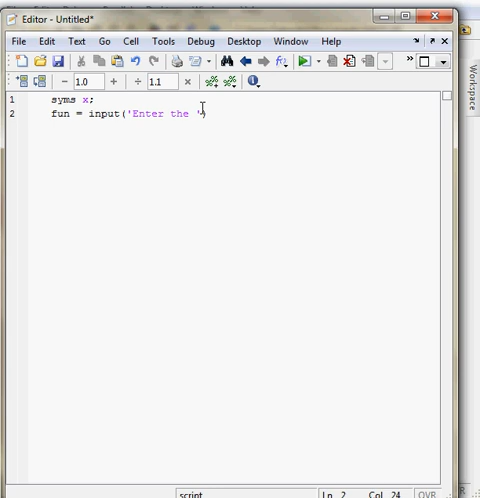 Editor - Untitled*
File Edit Text Go Cell Tools Debug Desktop Window Help
1.0 1.1
1 syms x;
2 fun = input('Enter the ')
Workspace
script Ln 2 Col 24 OVR